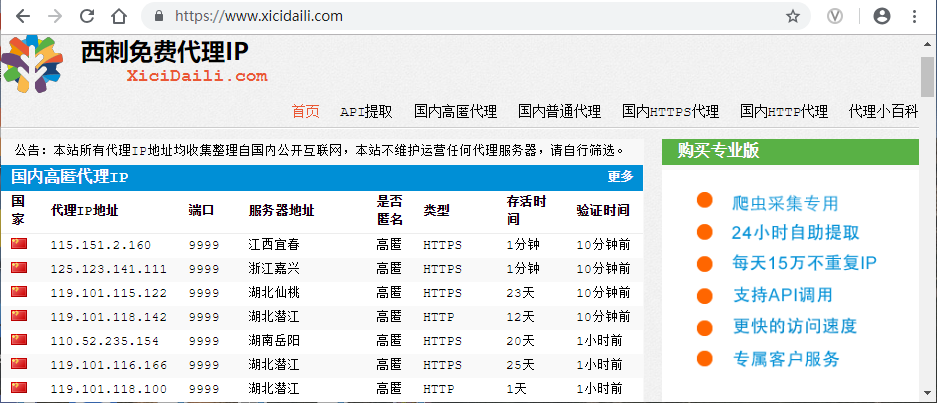 https://www.xicidaili.com
西刺免费代理IP
XiciDaili.com
首页 API提取 国内高匿代理 国内普通代理 国内HTTPS代理 国内HTTP代理 代理小百科
公告：本站所有代理IP地址均收集整理自国内公开互联网，本站不维护运营任何代理服务器，请自行筛选。
国内高匿代理IP 更多
国家 代理IP地址 端口 服务器地址 是否匿名 类型 存活时间 验证时间
115.151.2.160 9999 江西宜春 高匿 HTTPS 1分钟 10分钟前
125.123.141.111 9999 浙江嘉兴 高匿 HTTPS 1分钟 10分钟前
119.101.115.122 9999 湖北仙桃 高匿 HTTPS 23天 10分钟前
119.101.118.142 9999 湖北潜江 高匿 HTTP 12天 10分钟前
110.52.235.154 9999 湖南岳阳 高匿 HTTPS 20天 1小时前
119.101.116.166 9999 湖北潜江 高匿 HTTPS 25天 1小时前
119.101.118.100 9999 湖北潜江 高匿 HTTP 1天 1小时前
购买专业版
爬虫采集专用
24小时自助提取
每天15万不重复IP
支持API调用
更快的访问速度
专属客户服务